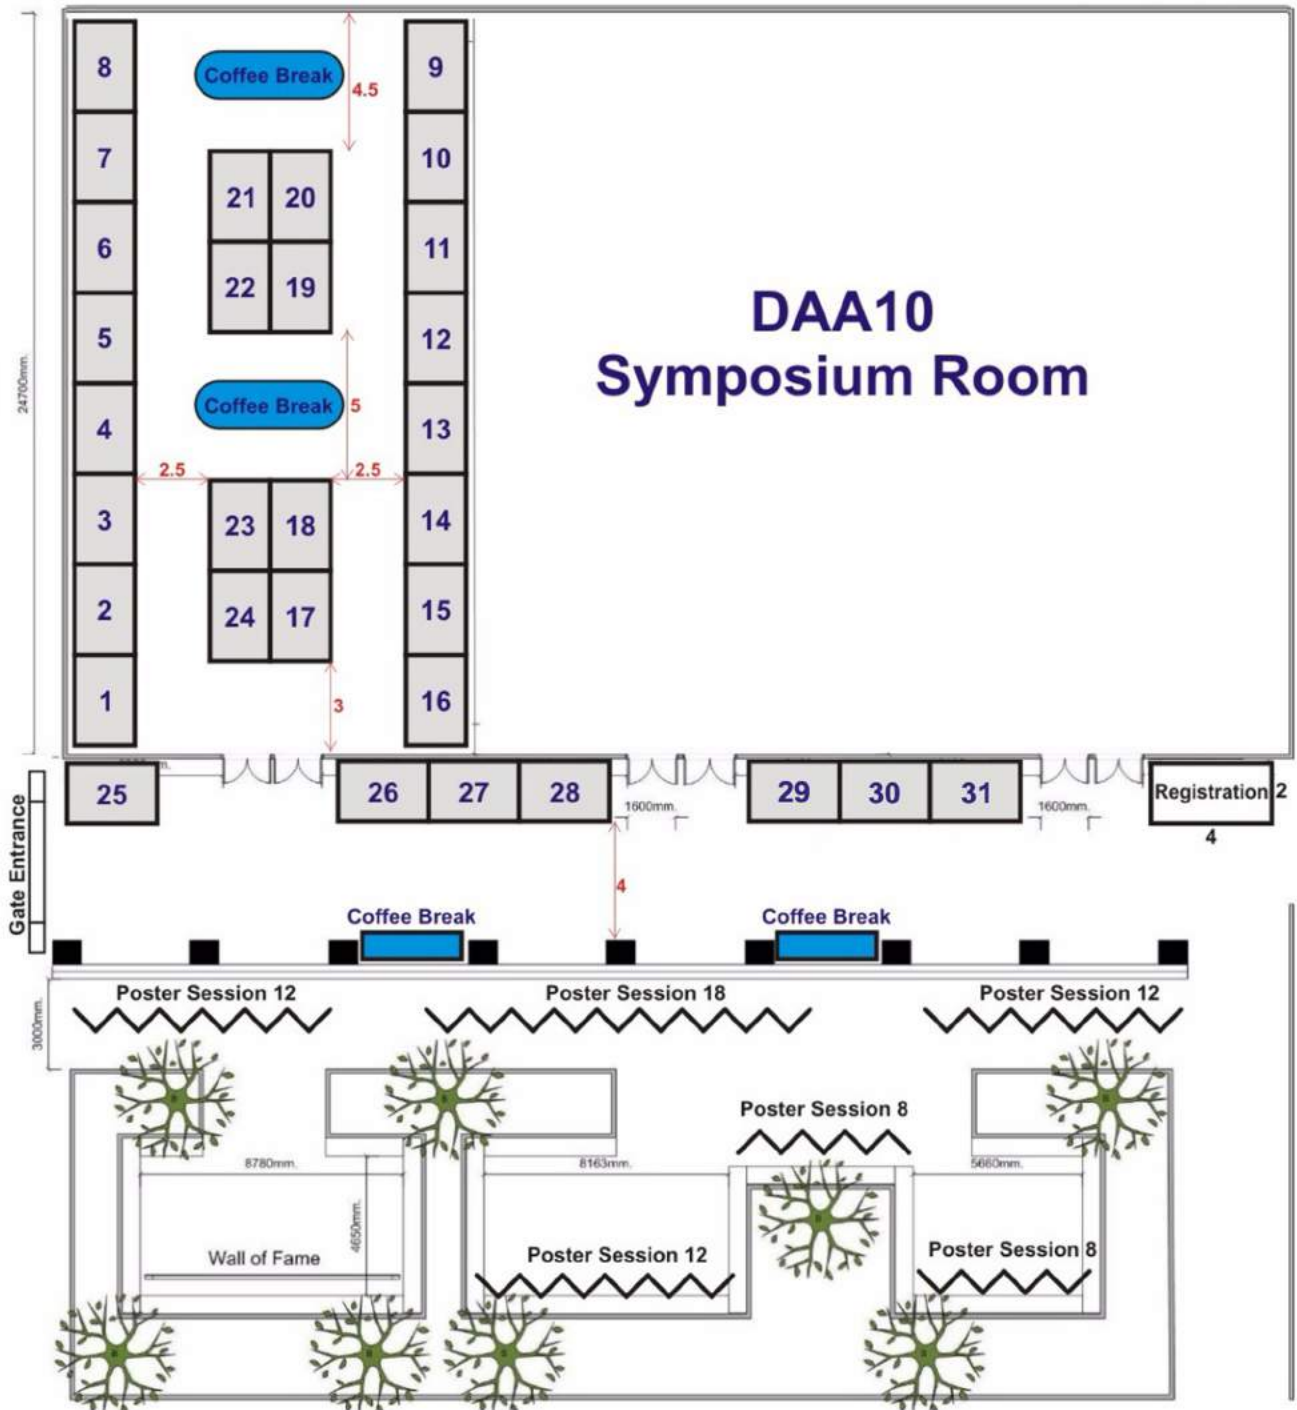 8
Coffee Break
9
4.5
7
21
20
10
6
22
19
11
DAA10
Symposium Room
5
12
24700mm.
4
Coffee Break
5
13
2.5
2.5
3
23
18
14
2
24
17
15
1
3
16
25
26
27
28
29
30
31
Registration
2
4
1600mm.
1600mm.
Gate Entrance
4
Coffee Break
Coffee Break
Poster Session 12
Poster Session 18
Poster Session 12
3000mm.
Poster Session 8
8780mm.
8163mm.
5660mm.
4650mm.
Wall of Fame
Poster Session 12
Poster Session 8